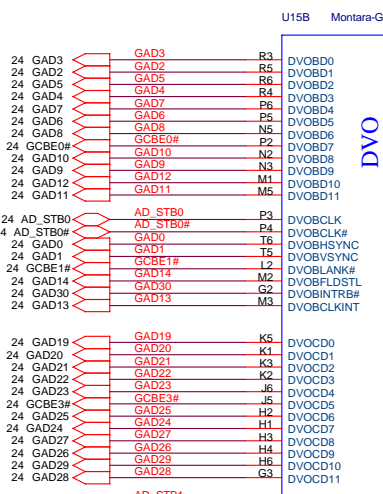 U15B Montara-G
24 GAD3 GAD3 R3 DVOBD0
24 GAD2 GAD2 R5 DVOBD1
24 GAD5 GAD5 R6 DVOBD2
24 GAD4 GAD4 R4 DVOBD3
24 GAD7 GAD7 P6 DVOBD4
24 GAD6 GAD6 P5 DVOBD5
24 GAD8 GAD8 N5 DVOBD6
24 GCBE0# GCBE0# P2 DVOBD7
24 GAD10 GAD10 N2 DVOBD8
24 GAD9 GAD9 N3 DVOBD9
24 GAD12 GAD12 M1 DVOBD10
24 GAD11 GAD11 M5 DVOBD11
DVO
24 AD_STB0 AD_STB0 P3 DVOBCLK
4 AD_STB0# AD_STB0# P4 DVOBCLK#
24 GAD0 GAD0 T6 DVOBHSYNC
24 GAD1 GAD1 T5 DVOBVSYNC
24 GCBE1# GCBE1# L2 DVOBLANK#
24 GAD14 GAD14 M2 DVOBFLDSTL
24 GAD30 GAD30 G2 DVOBINTRB#
24 GAD13 GAD13 M3 DVOBCLKINT
24 GAD19 GAD19 K5 DVOCD0
24 GAD20 GAD20 K1 DVOCD1
24 GAD21 GAD21 K3 DVOCD2
24 GAD22 GAD22 K2 DVOCD3
24 GAD23 GAD23 J6 DVOCD4
24 GCBE3# GCBE3# J5 DVOCD5
24 GAD25 GAD25 H2 DVOCD6
24 GAD24 GAD24 H1 DVOCD7
24 GAD27 GAD27 H3 DVOCD8
24 GAD26 GAD26 H4 DVOCD9
24 GAD29 GAD29 H6 DVOCD10
24 GAD28 GAD28 G3 DVOCD11